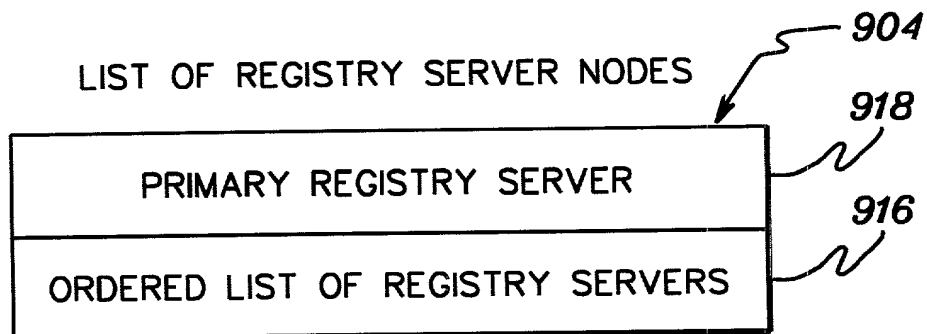 904
LIST OF REGISTRY SERVER NODES
918
PRIMARY REGISTRY SERVER
916
ORDERED LIST OF REGISTRY SERVERS